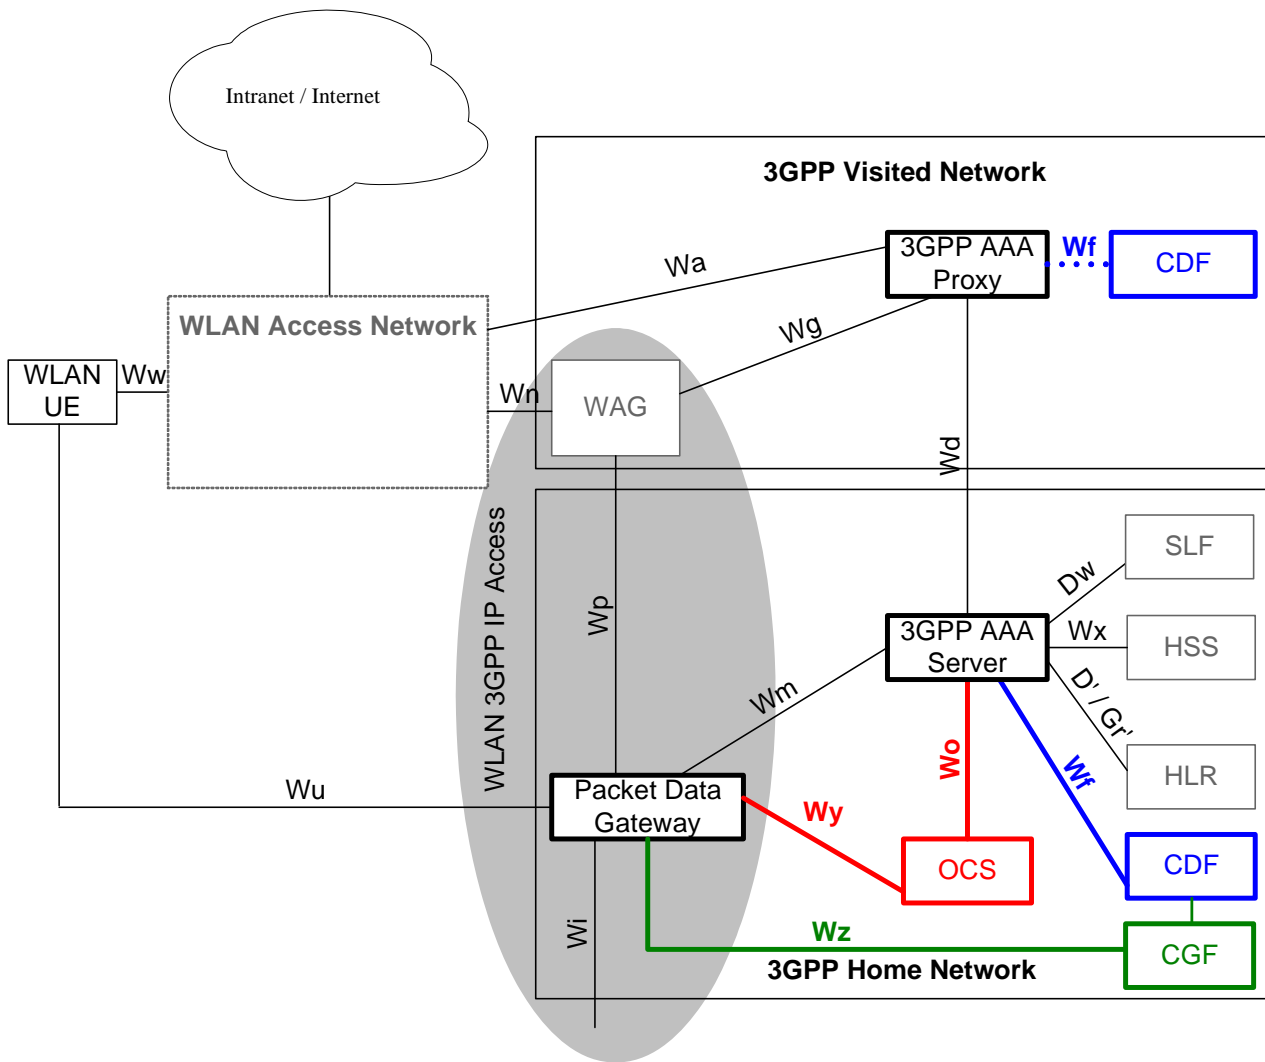 Intranet / Internet
3GPP Visited Network
3GPP AAA
Proxy
Wf
CDF
Wa
WLAN Access Network
Wg
WLAN
UE
Ww
Wn
WAG
Wd
WLAN 3GPP IP Access
SLF
Dw
Wp
3GPP AAA
Server
Wx
HSS
Wm
D' / Gr'
Wo
Wf
HLR
Wu
Packet Data
Gateway
Wy
OCS
CDF
Wi
Wz
CGF
3GPP Home Network